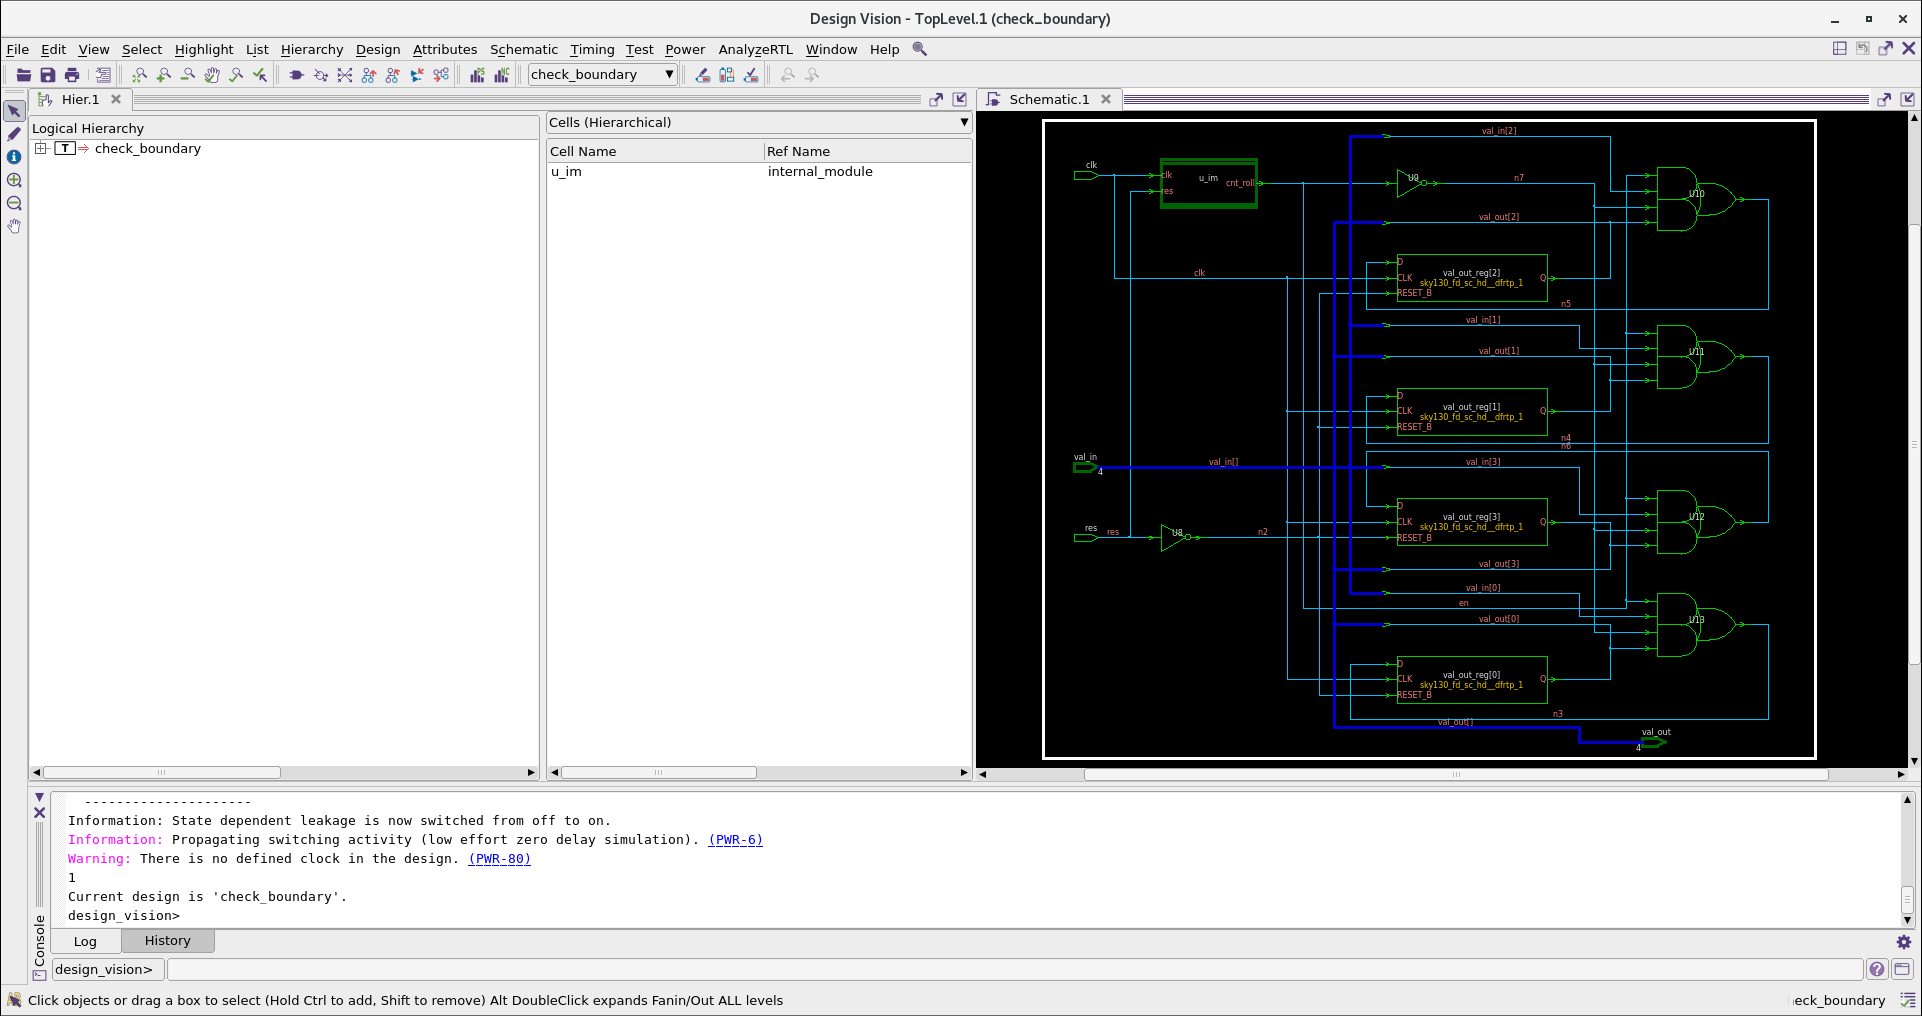 Design Vision - TopLevel.1 (check_boundary)
File Edit View Select Highlight List Hierarchy Design Attributes Schematic Timing Test Power AnalyzeRTL Window Help
check_boundary
Hier.1
Schematic.1
Logical Hierarchy
T check_boundary
Cells (Hierarchical)
Cell Name Ref Name
u_im internal_module
val_in[2]
clk
clk u_im cnt_roll
res
U9
n7
U10
val_out[2]
clk
D
val_out_reg[2]
CLK sky130_fd_sc_hd__dfrtp_1 Q
RESET_B
n5
val_in[1]
val_out[1]
U11
D
val_out_reg[1]
CLK sky130_fd_sc_hd__dfrtp_1 Q
RESET_B
n4
n6
val_in
4
val_in[]
val_in[3]
D
val_out_reg[3]
CLK sky130_fd_sc_hd__dfrtp_1 Q
RESET_B
U12
res
res
U8
n2
val_out[3]
val_in[0]
en
val_out[0]
U13
D
val_out_reg[0]
CLK sky130_fd_sc_hd__dfrtp_1 Q
RESET_B
n3
val_out[]
val_out
4
---------------------
Information: State dependent leakage is now switched from off to on.
Information: Propagating switching activity (low effort zero delay simulation). (PWR-6)
Warning: There is no defined clock in the design. (PWR-80)
1
Current design is 'check_boundary'.
design_vision>
Console
Log History
design_vision>
Click objects or drag a box to select (Hold Ctrl to add, Shift to remove) Alt DoubleClick expands Fanin/Out ALL levels
eck_boundary